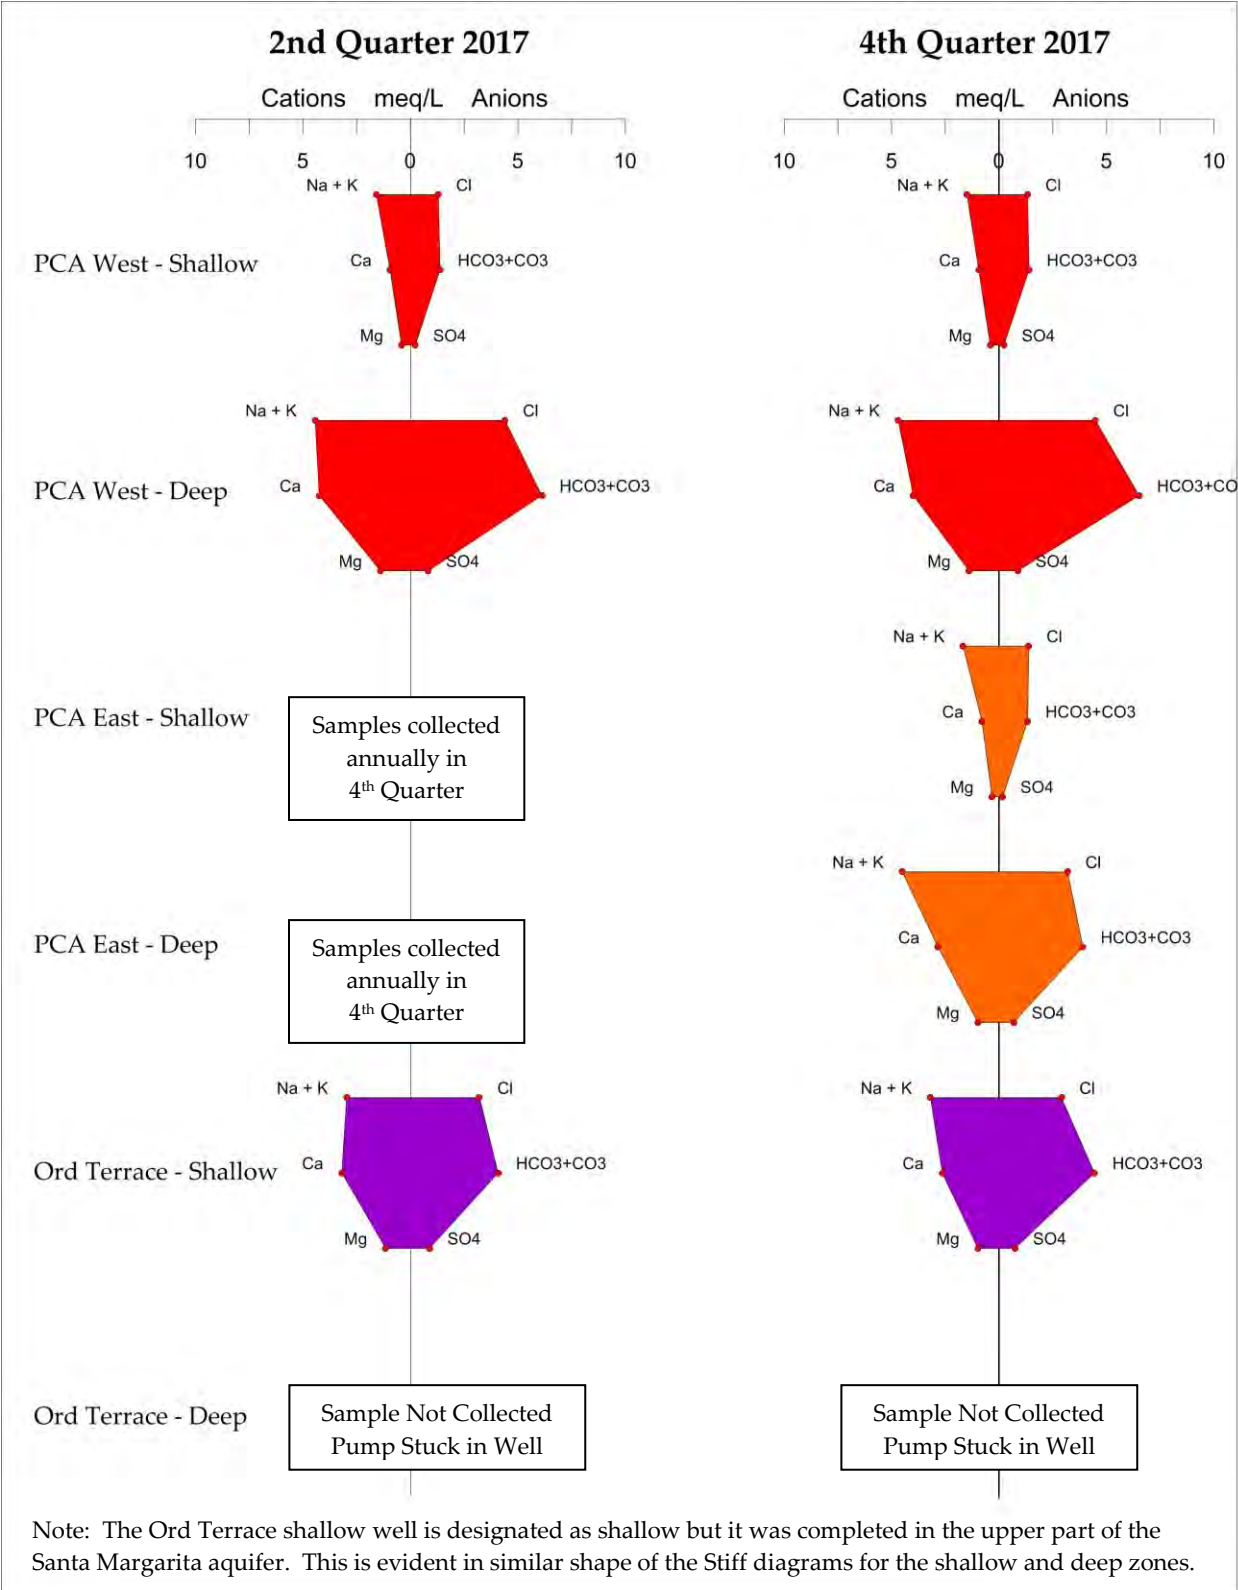 2nd Quarter 2017
4th Quarter 2017
Cations meq/L Anions
Cations meq/L Anions
10 5 0 5 10
10 5 0 5 10
Na + K Cl
Na + K Cl
PCA West - Shallow
Ca HCO3+CO3
Ca HCO3+CO3
Mg SO4
Mg SO4
Na + K Cl
Na + K Cl
PCA West - Deep
Ca HCO3+CO3
Ca HCO3+CO
Mg SO4
Mg SO4
Na + K Cl
PCA East - Shallow
Samples collected
annually in
4th Quarter
Ca HCO3+CO3
Mg SO4
Na + K Cl
PCA East - Deep
Samples collected
annually in
4th Quarter
Ca HCO3+CO3
Mg SO4
Na + K Cl
Na + K Cl
Ord Terrace - Shallow
Ca HCO3+CO3
Ca HCO3+CO3
Mg SO4
Mg SO4
Ord Terrace - Deep
Sample Not Collected
Pump Stuck in Well
Sample Not Collected
Pump Stuck in Well
Note: The Ord Terrace shallow well is designated as shallow but it was completed in the upper part of the
Santa Margarita aquifer. This is evident in similar shape of the Stiff diagrams for the shallow and deep zones.